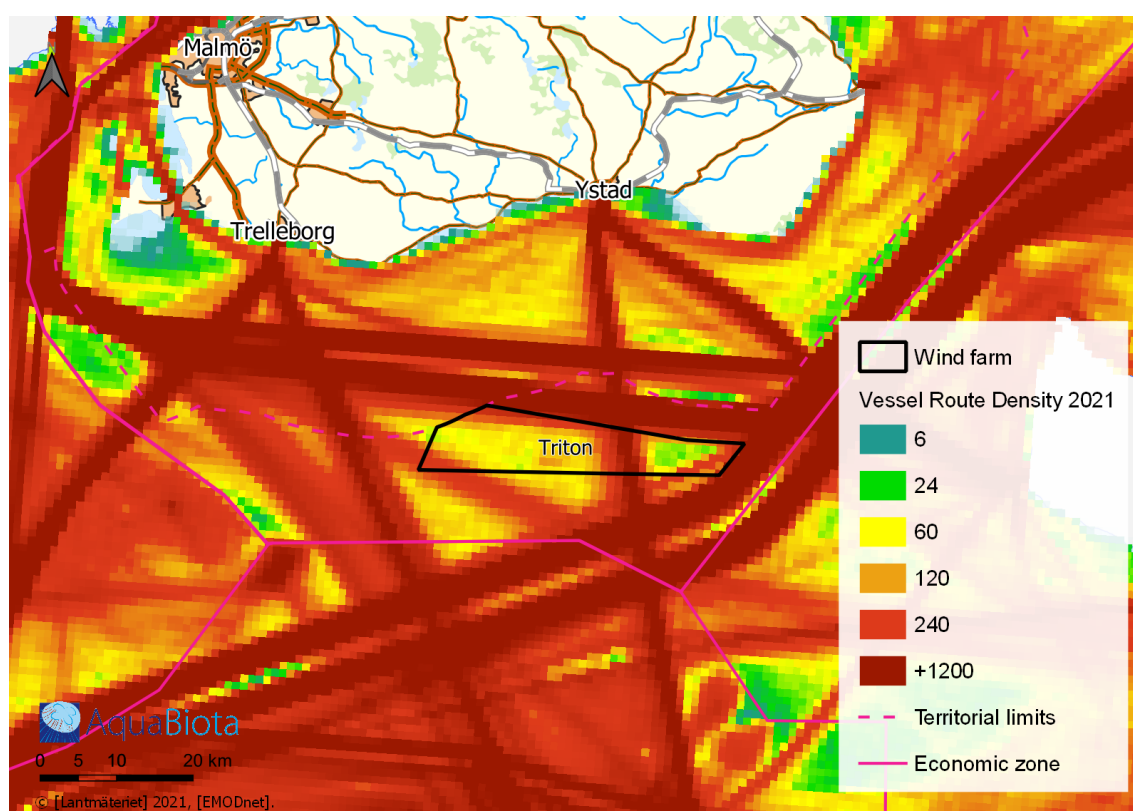 Malmö
Ystad
Trelleborg
Triton
Wind farm
Vessel Route Density 2021
6
24
60
120
240
+1200
Territorial limits
Economic zone
AquaBiota
0 5 10 20 km
© [Lantmäteriet] 2021, [EMODnet].